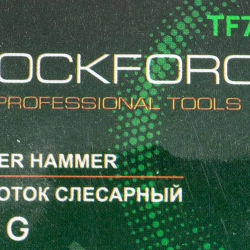 TF7
OCKFORC
PROFESSIONAL TOOLS
ER HAMMER
ОТОК СЛЕСАРНЫЙ
G